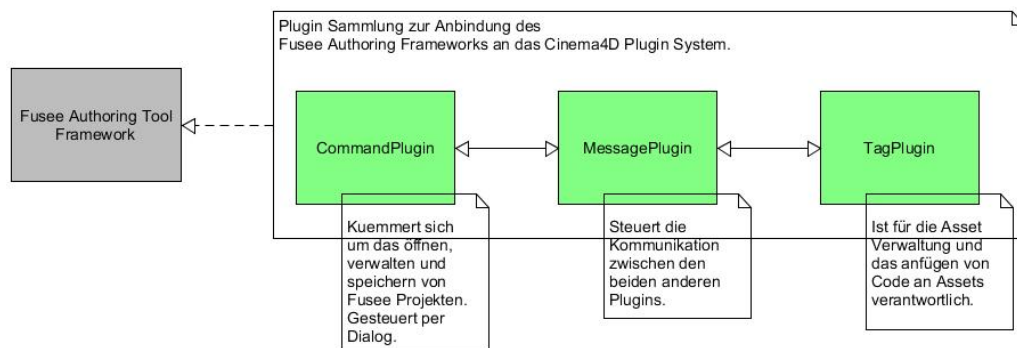 Plugin Sammlung zur Anbindung des
Fusee Authoring Frameworks an das Cinema4D Plugin System.
Fusee Authoring Tool
Framework
CommandPlugin
MessagePlugin
TagPlugin
Kuemmert sich
um das öffnen,
verwalten und
speichern von
Fusee Projekten.
Gesteuert per
Dialog.
Steuert die
Kommunikation
zwischen den
beiden anderen
Plugins.
Ist für die Asset
Verwaltung und
das anfügen von
Code an Assets
verantwortlich.